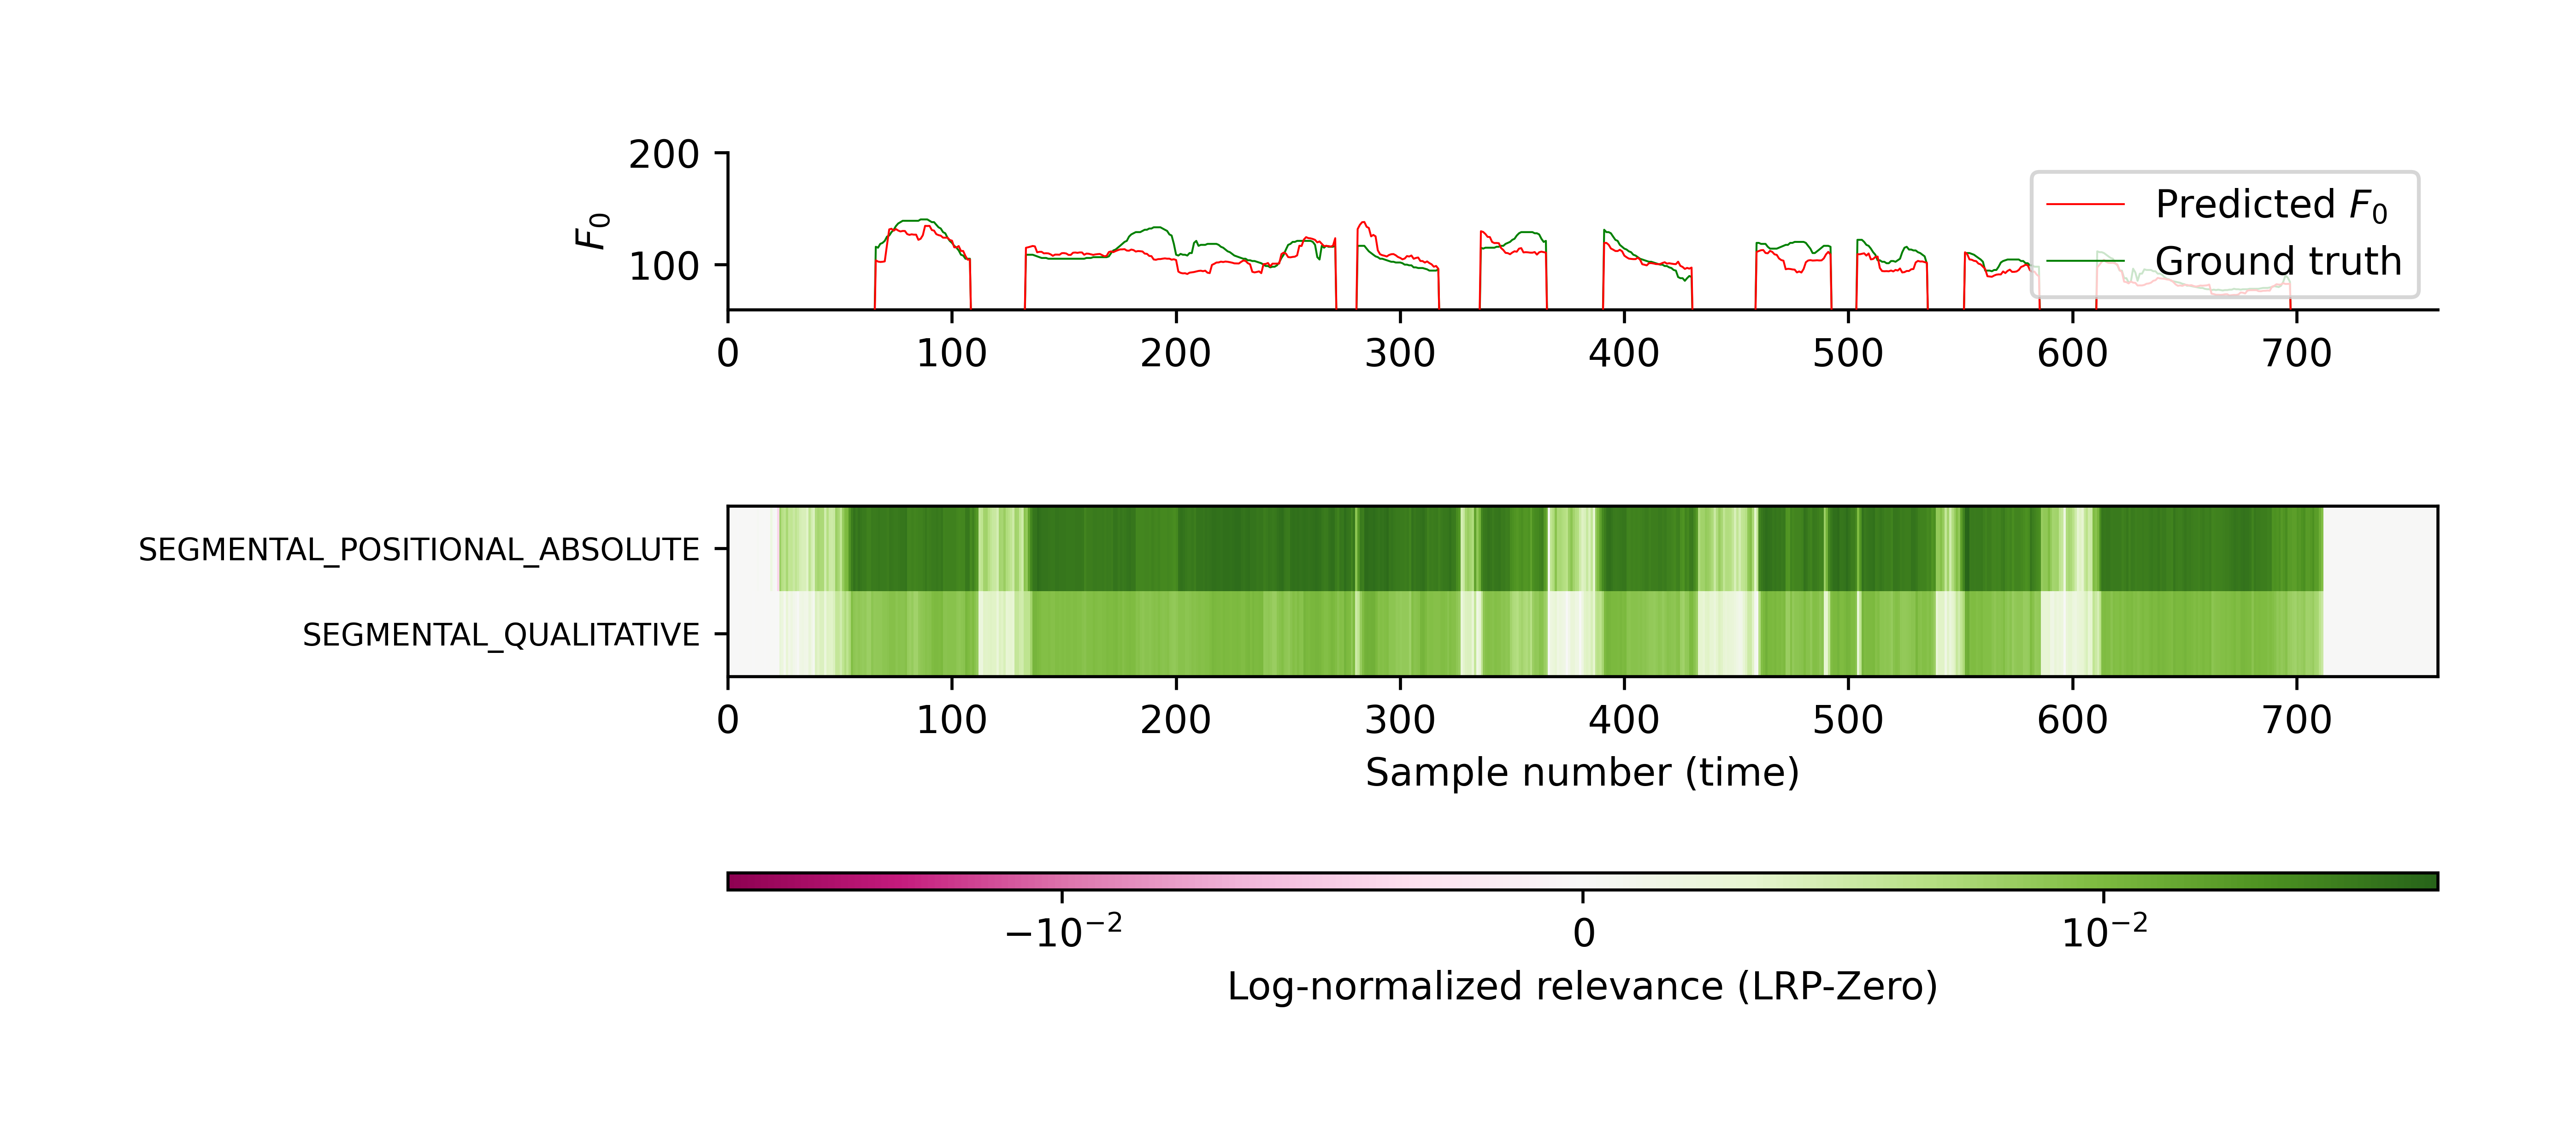 200
100
F₀
Predicted F₀
Ground truth
0 100 200 300 400 500 600 700
SEGMENTAL_POSITIONAL_ABSOLUTE
SEGMENTAL_QUALITATIVE
0 100 200 300 400 500 600 700
Sample number (time)
−10⁻² 0 10⁻²
Log-normalized relevance (LRP-Zero)